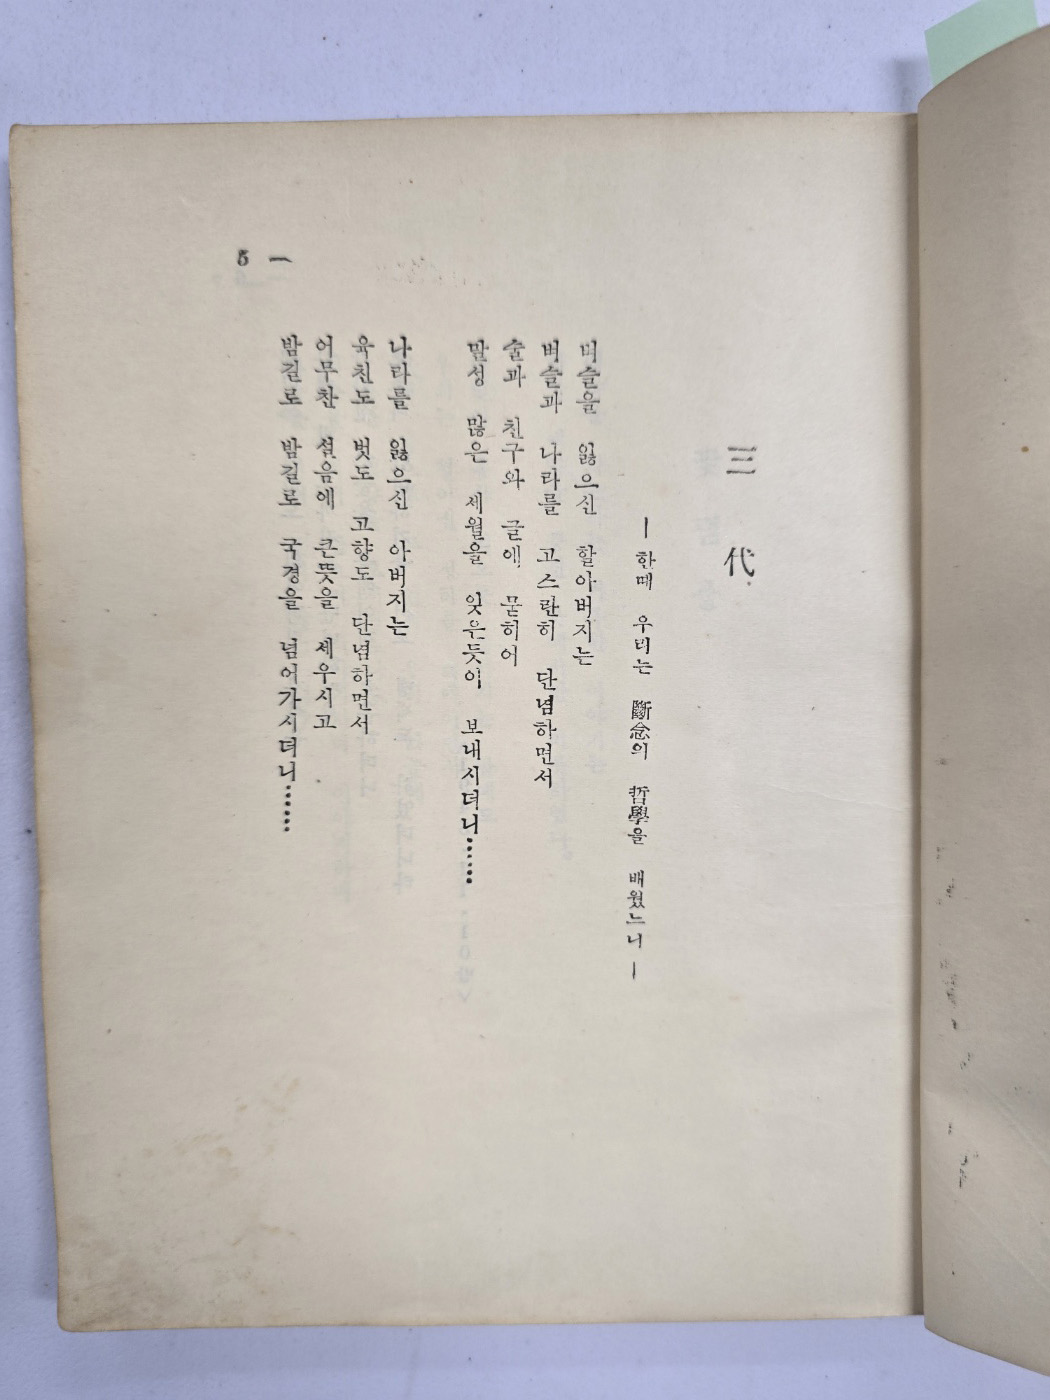 三代
— 한때 우리는 斷念의 哲學을 배웠느니 —
버슬을 잃으신 할아버지는
버슬과 나라를 고스란히 단념하면서
술과 친구와 글에 묻히어
말성 많은 세월을 잊은듯이 보내시더니……
나라를 잃으신 아버지는
육친도 벗도 고향도 단념하면서
어무찬 설음에 큰뜻을 세우시고
밤길로 밤길로 국경을 넘어가시더니……
5 —